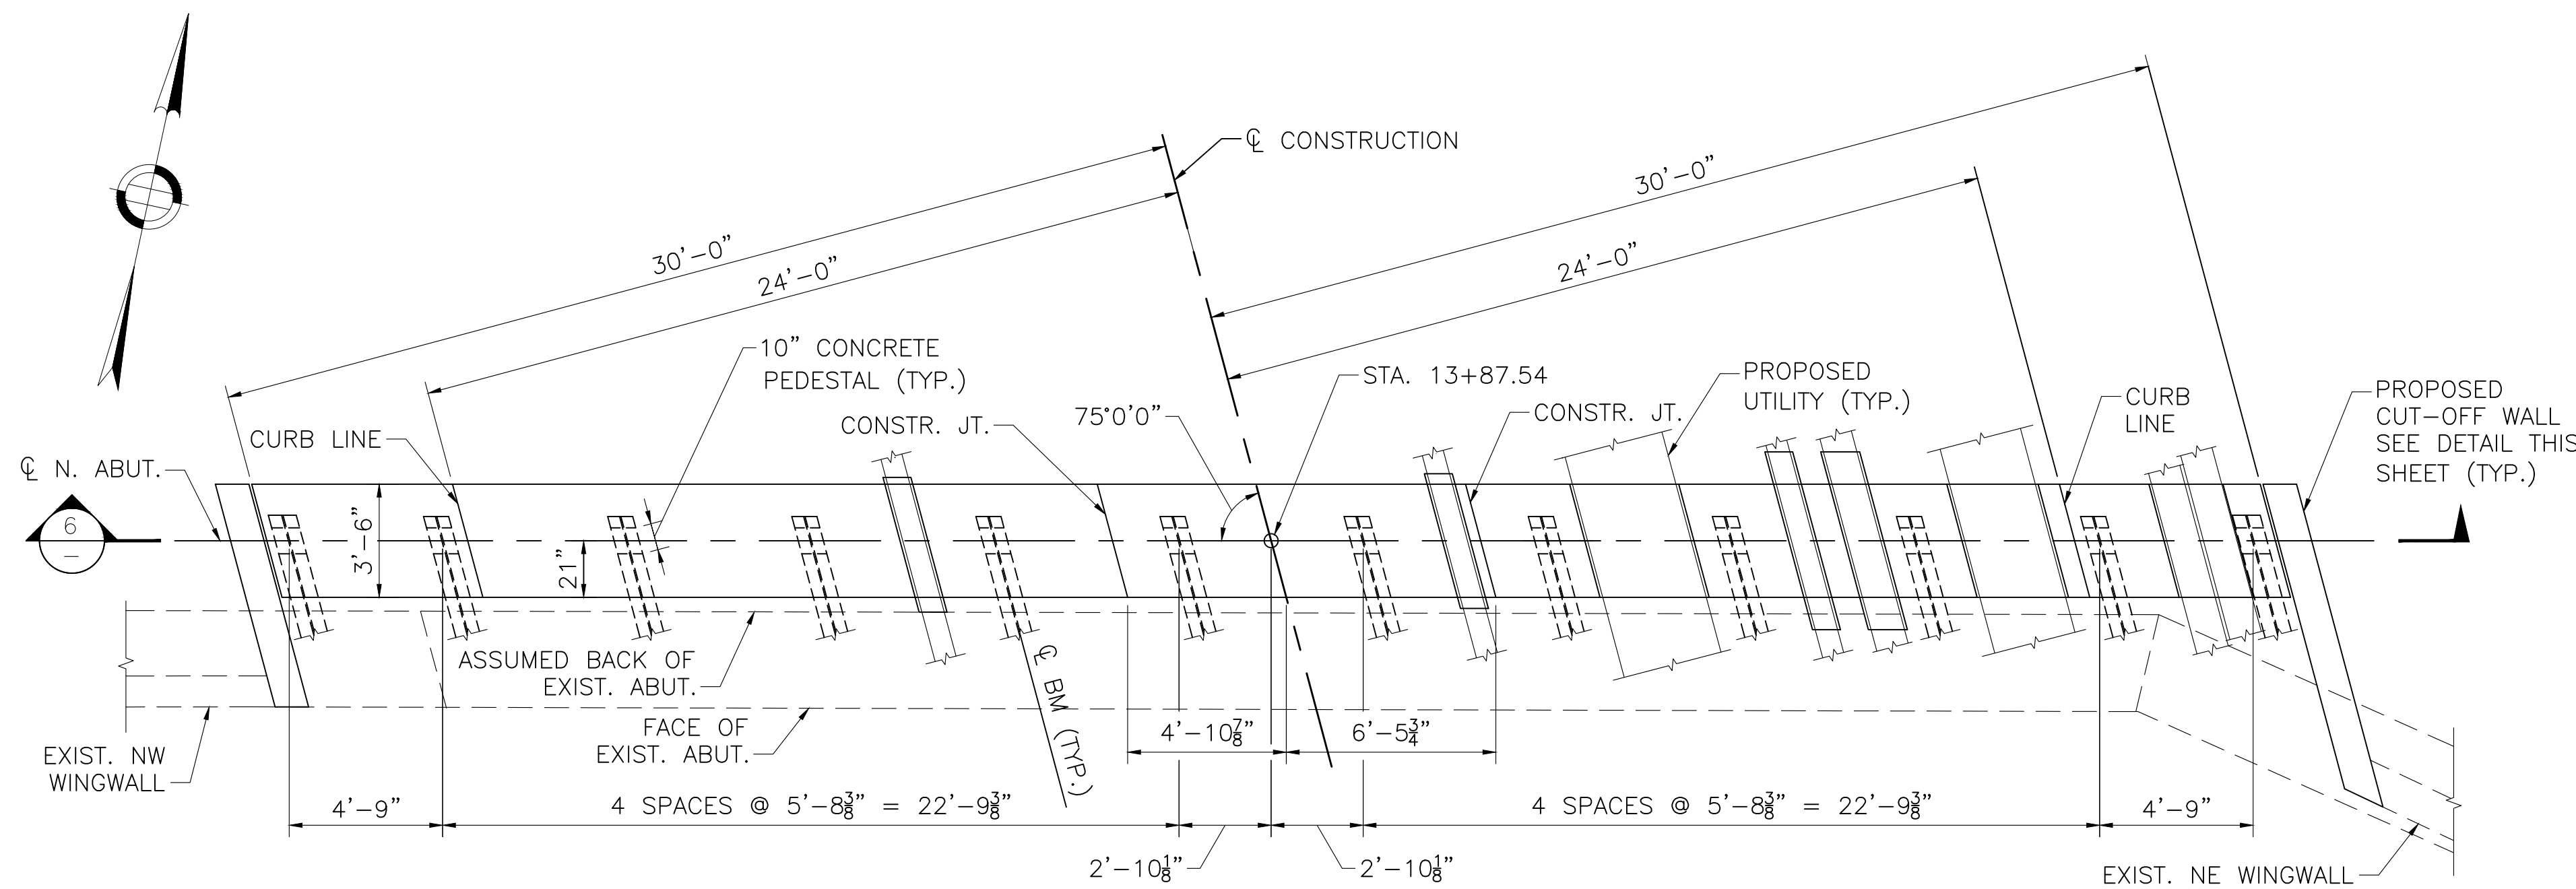 ℄ CONSTRUCTION
30'-0"
30'-0"
24'-0"
24'-0"
10" CONCRETE
PEDESTAL (TYP.)
STA. 13+87.54
PROPOSED
UTILITY (TYP.)
PROPOSED
CUT-OFF WALL
SEE DETAIL THIS
SHEET (TYP.)
CURB
LINE
75°0'0"
CONSTR. JT.
CONSTR. JT.
CURB LINE
℄ N. ABUT.
6
–
3'-6"
21"
ASSUMED BACK OF
EXIST. ABUT.
℄ BM (TYP.)
FACE OF
EXIST. ABUT.
EXIST. NW
WINGWALL
4'-10⅞"
6'-5¾"
4'-9"
4 SPACES @ 5'-8⅜" = 22'-9⅜"
4 SPACES @ 5'-8⅜" = 22'-9⅜"
4'-9"
2'-10⅛"
2'-10⅛"
EXIST. NE WINGWALL